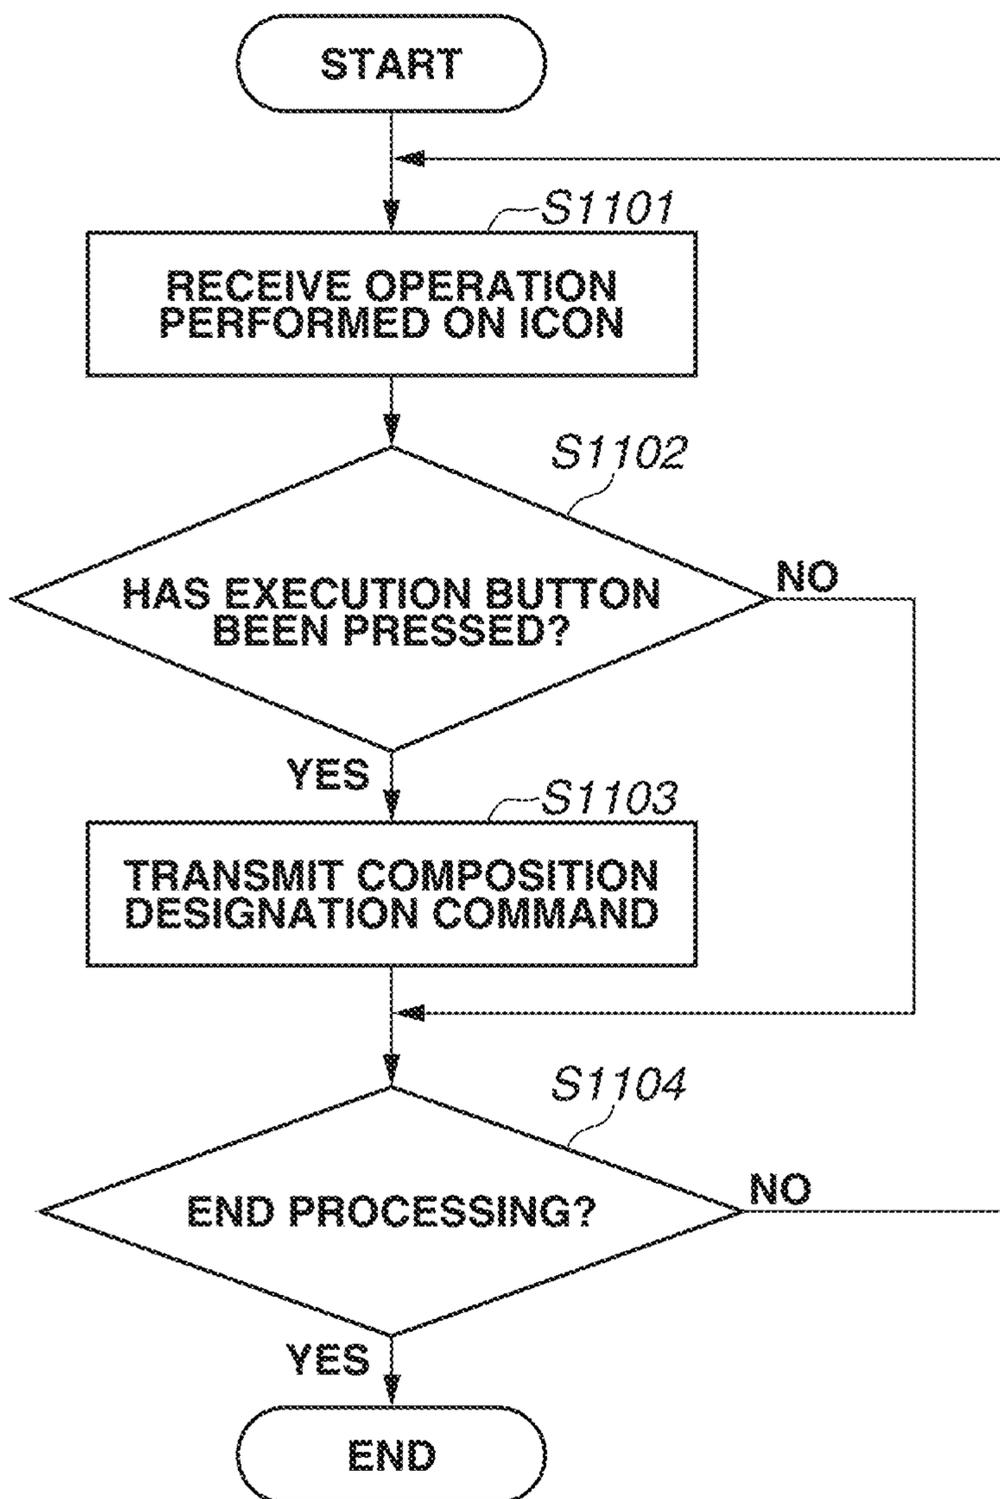 START
S1101
RECEIVE OPERATION
PERFORMED ON ICON
S1102
HAS EXECUTION BUTTON
BEEN PRESSED?
NO
YES
S1103
TRANSMIT COMPOSITION
DESIGNATION COMMAND
S1104
END PROCESSING?
NO
YES
END